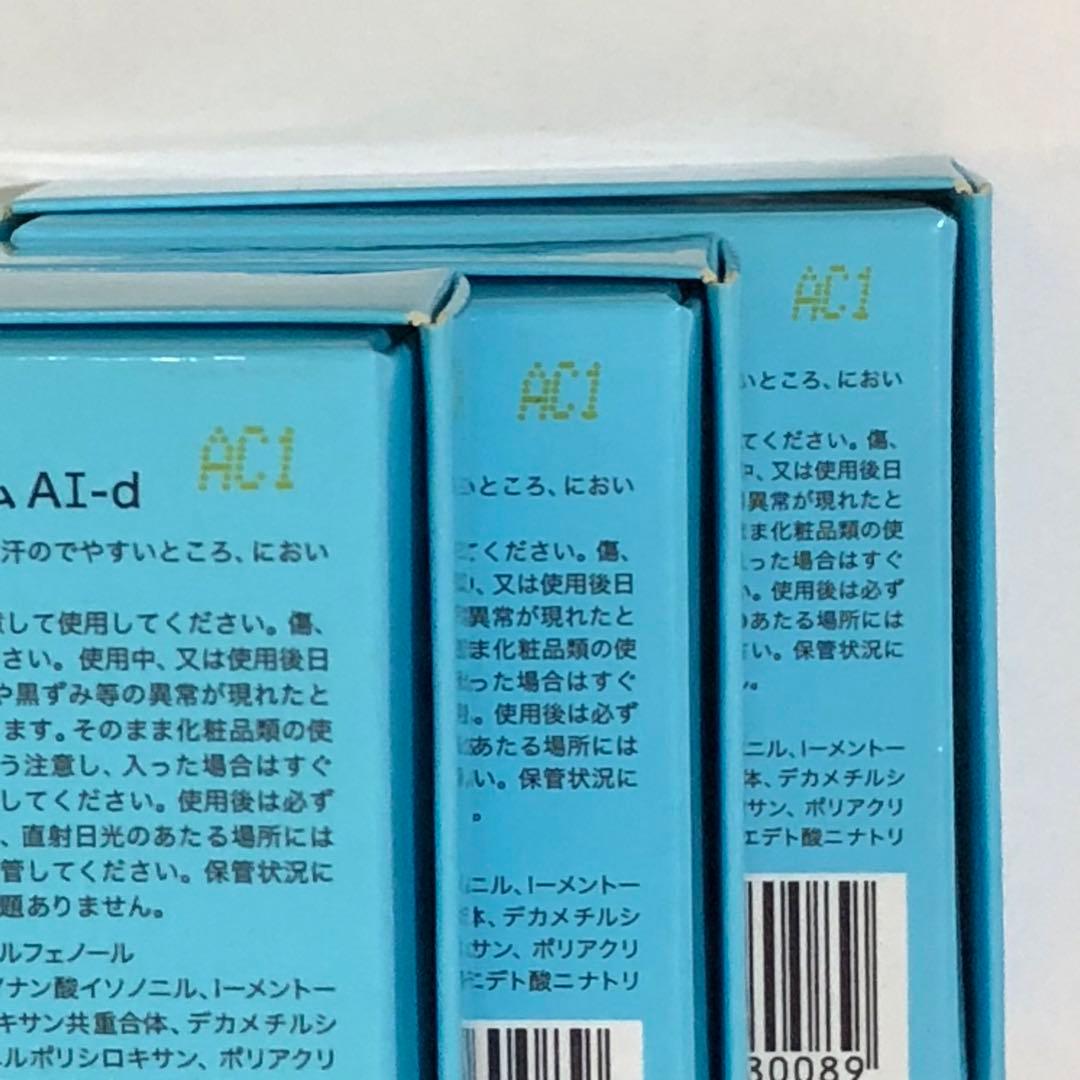 AC1
AI-d
汗のでやすいところ、におい
して使用してください。傷、
さい。使用中、又は使用後日
や黒ずみ等の異常が現れたと
ます。そのまま化粧品類の使
う注意し、入った場合はすぐ
してください。使用後は必ず
、直射日光のあたる場所には
管してください。保管状況に
題ありません。
ルフェノール
ナン酸イソノニル、l－メントー
キサン共重合体、デカメチルシ
ルポリシロキサン、ポリアクリ
AC1
いところ、におい
てください。傷、
、又は使用後日
異常が現れたと
ま化粧品類の使
った場合はすぐ
。使用後は必ず
あたる場所には
い。保管状況に
。
ニル、l－メントー
体、デカメチルシ
サン、ポリアクリ
エデト酸ニナトリ
AC1
いところ、におい
てください。傷、
中、又は使用後日
異常が現れたと
ま化粧品類の使
った場合はすぐ
。使用後は必ず
あたる場所には
い。保管状況に
。
ニル、l－メントー
体、デカメチルシ
サン、ポリアクリ
エデト酸ニナトリ
30089